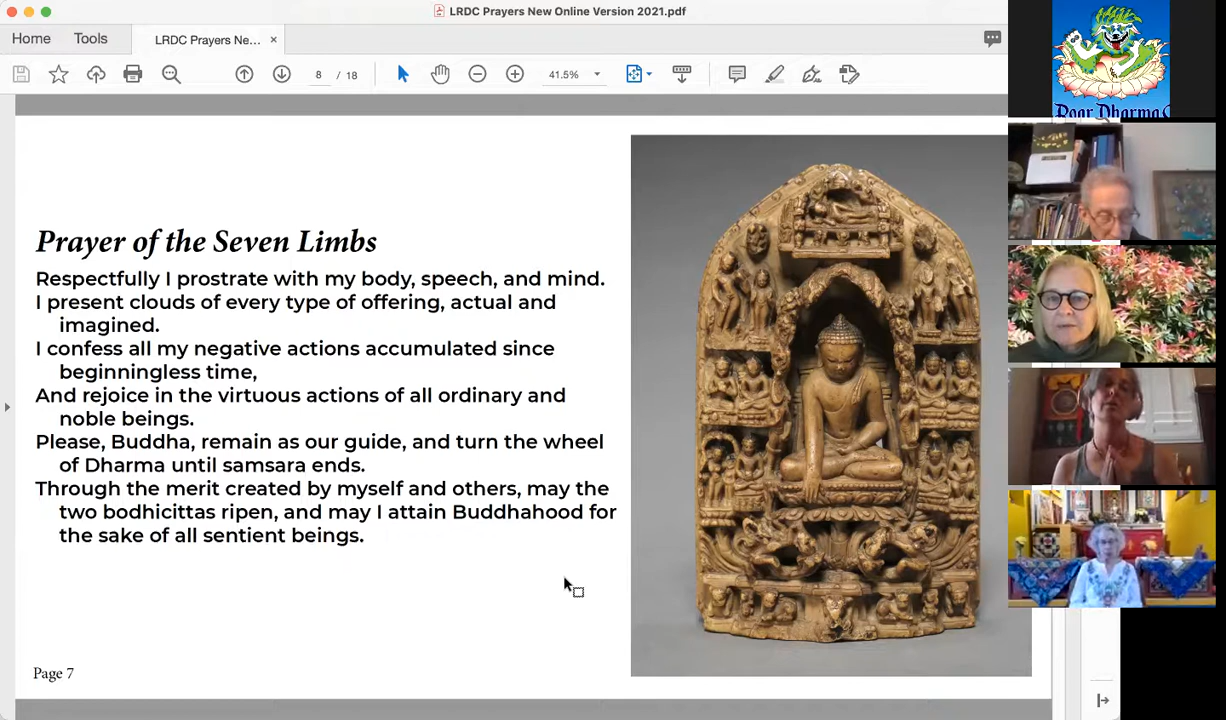 LRDC Prayers New Online Version 2021.pdf
Home
Tools
LRDC Prayers Ne...
8 / 18
41.5%
Roar Dharma
Prayer of the Seven Limbs
Respectfully I prostrate with my body, speech, and mind.
I present clouds of every type of offering, actual and
imagined.
I confess all my negative actions accumulated since
beginningless time,
And rejoice in the virtuous actions of all ordinary and
noble beings.
Please, Buddha, remain as our guide, and turn the wheel
of Dharma until samsara ends.
Through the merit created by myself and others, may the
two bodhicittas ripen, and may I attain Buddhahood for
the sake of all sentient beings.
Page 7